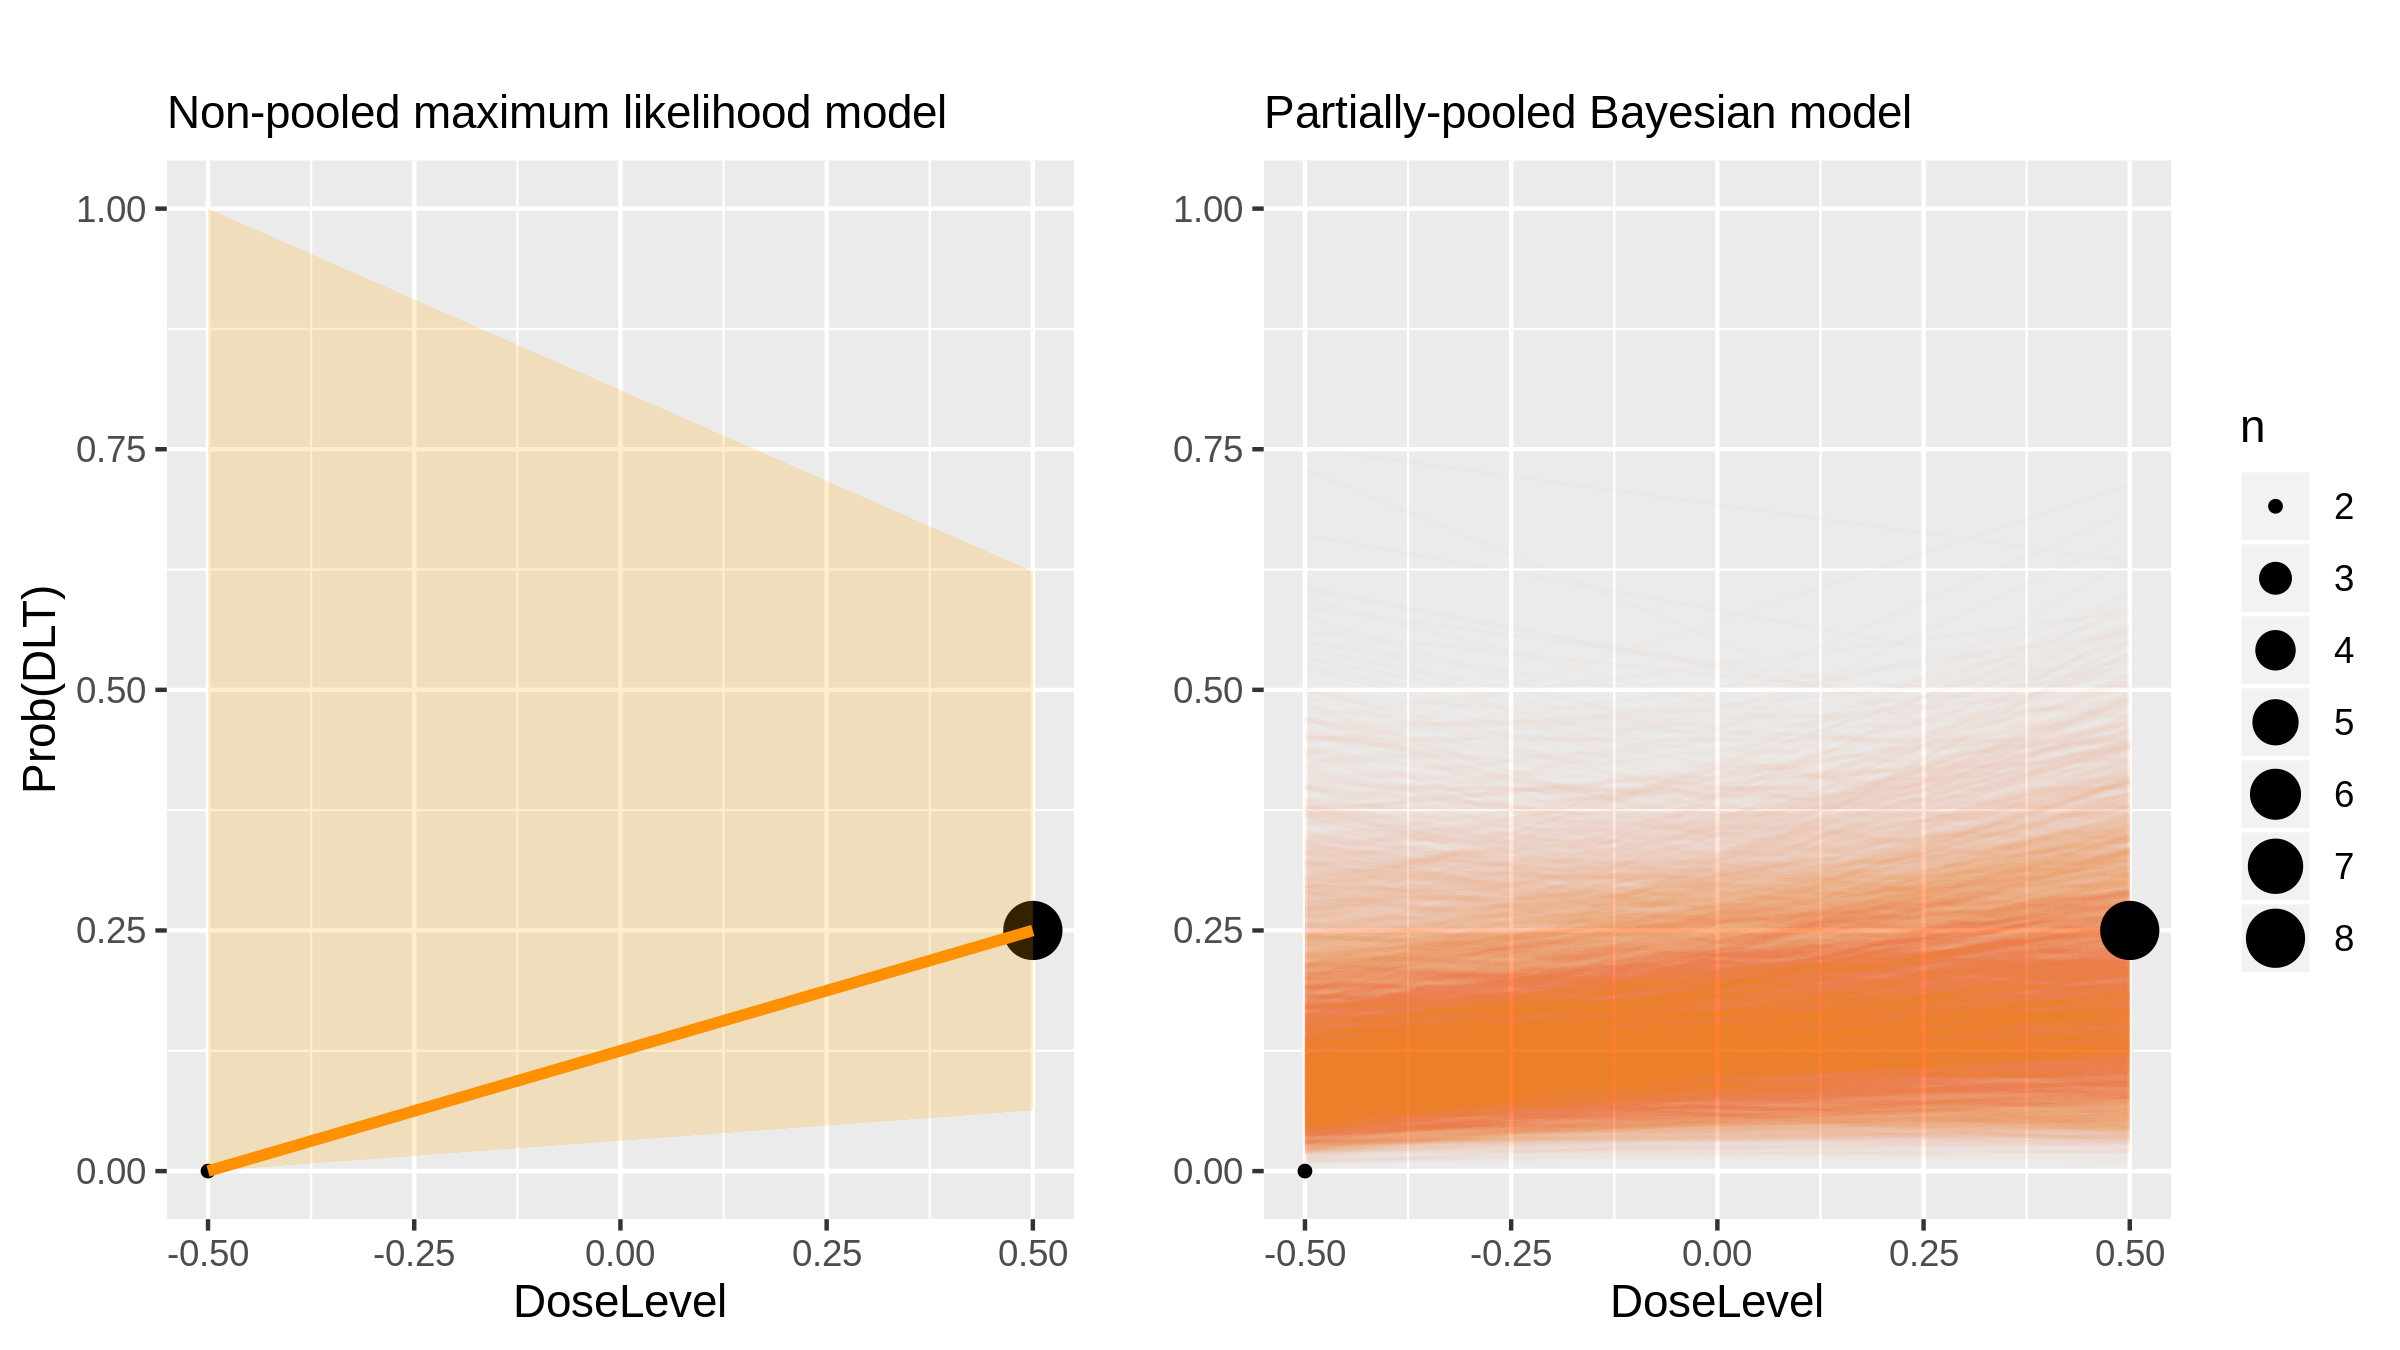 Non-pooled maximum likelihood model
Prob(DLT)
1.00
0.75
0.50
0.25
0.00
-0.50 -0.25 0.00 0.25 0.50
DoseLevel
Partially-pooled Bayesian model
1.00
0.75
0.50
0.25
0.00
-0.50 -0.25 0.00 0.25 0.50
DoseLevel
n
2
3
4
5
6
7
8